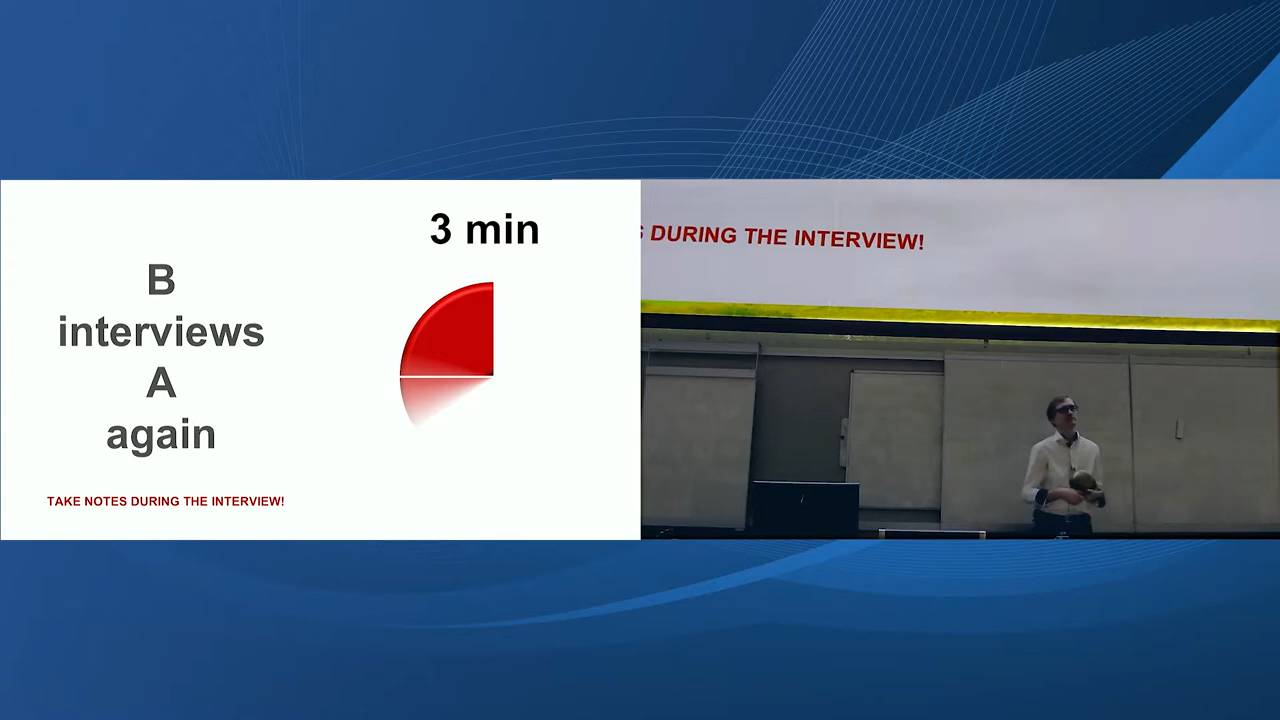 3 min
B
interviews
A
again
TAKE NOTES DURING THE INTERVIEW!
DURING THE INTERVIEW!